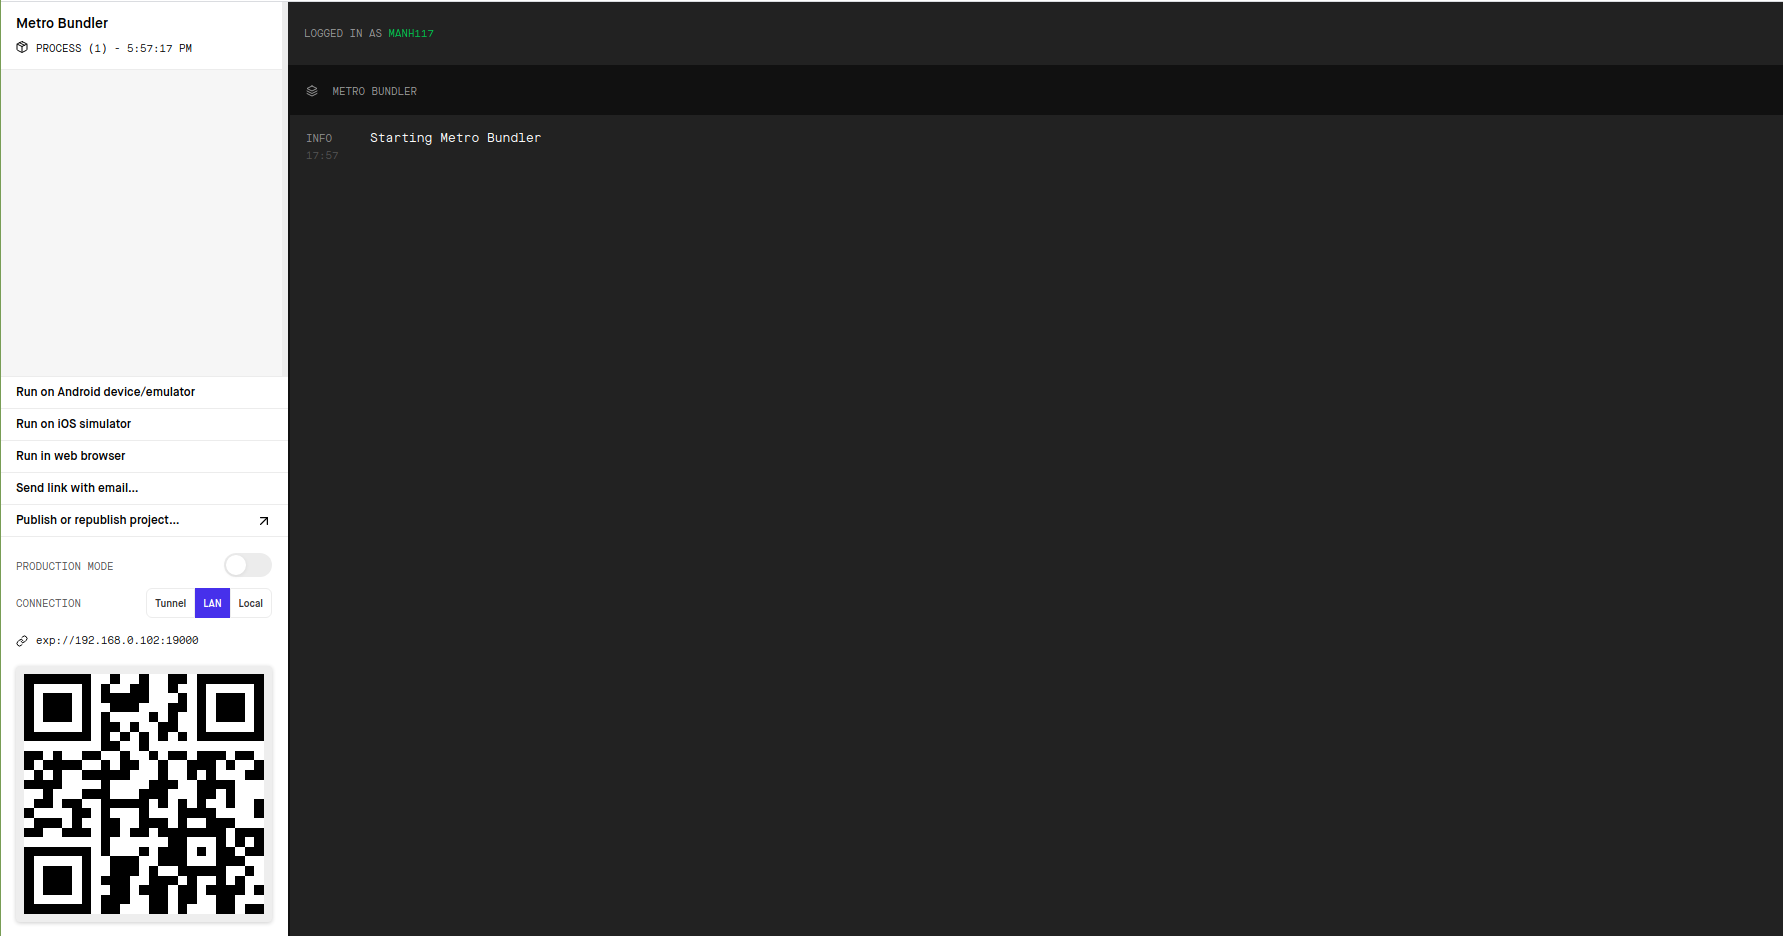 Metro Bundler
PROCESS (1) - 5:57:17 PM
Run on Android device/emulator
Run on iOS simulator
Run in web browser
Send link with email...
Publish or republish project...
PRODUCTION MODE
CONNECTION
Tunnel
LAN
Local
exp://192.168.0.102:19000
LOGGED IN AS MANH117
METRO BUNDLER
INFO
Starting Metro Bundler
17:57